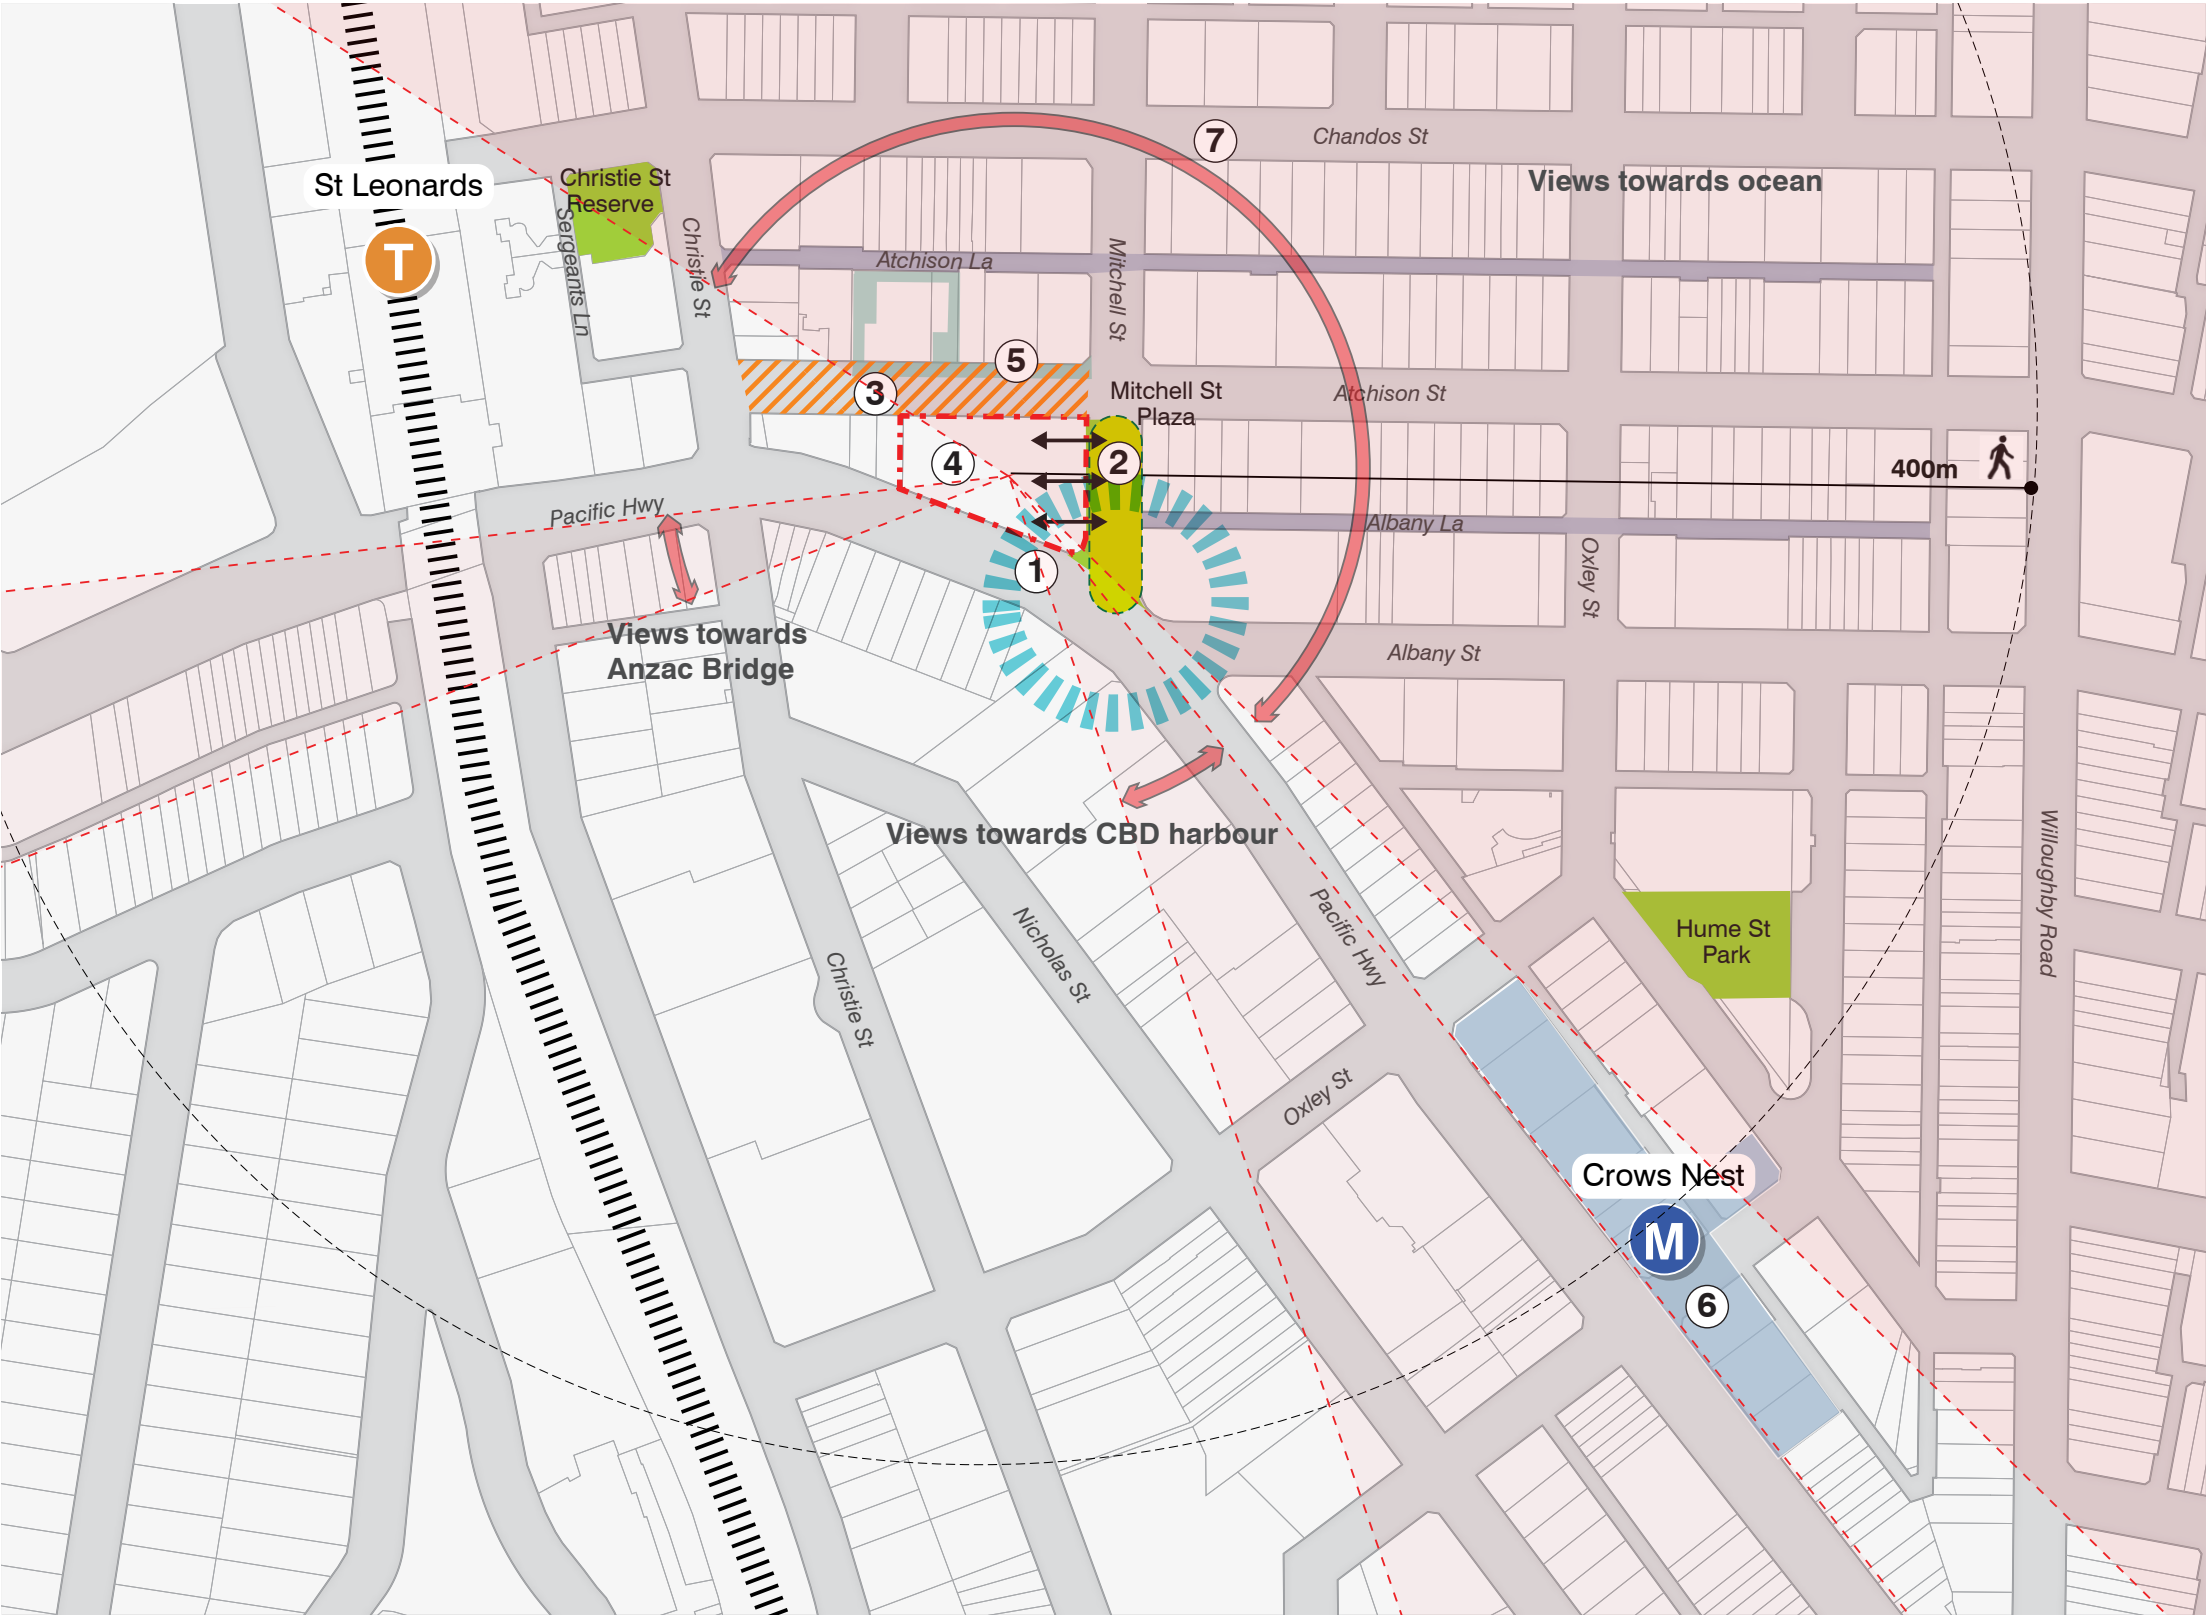 Chandos St
7
St Leonards
Christie St
Reserve
Views towards ocean
T
Sergeants Ln
Christie St
Atchison La
Mitchell St
5
3
Mitchell St
Plaza
Atchison St
4
2
400m
Pacific Hwy
Albany La
1
Oxley St
Views towards
Anzac Bridge
Albany St
Views towards CBD harbour
Willoughby Road
Pacific Hwy
Nicholas St
Hume St
Park
Christie St
Oxley St
Crows Nest
M
6